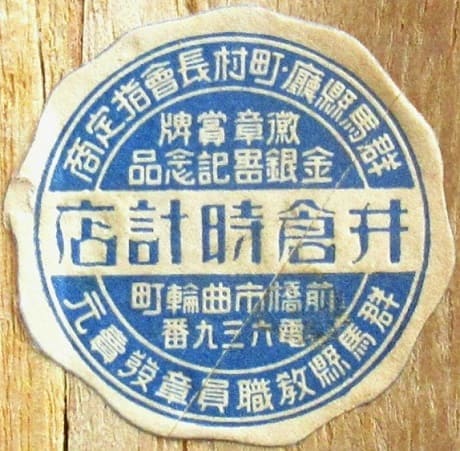 群馬縣廳・町村長會指定商
徽章賞牌
金銀盃記念品
井倉時計店
前橋市曲輪町
電六三九番
群馬縣敎職員章發賣元